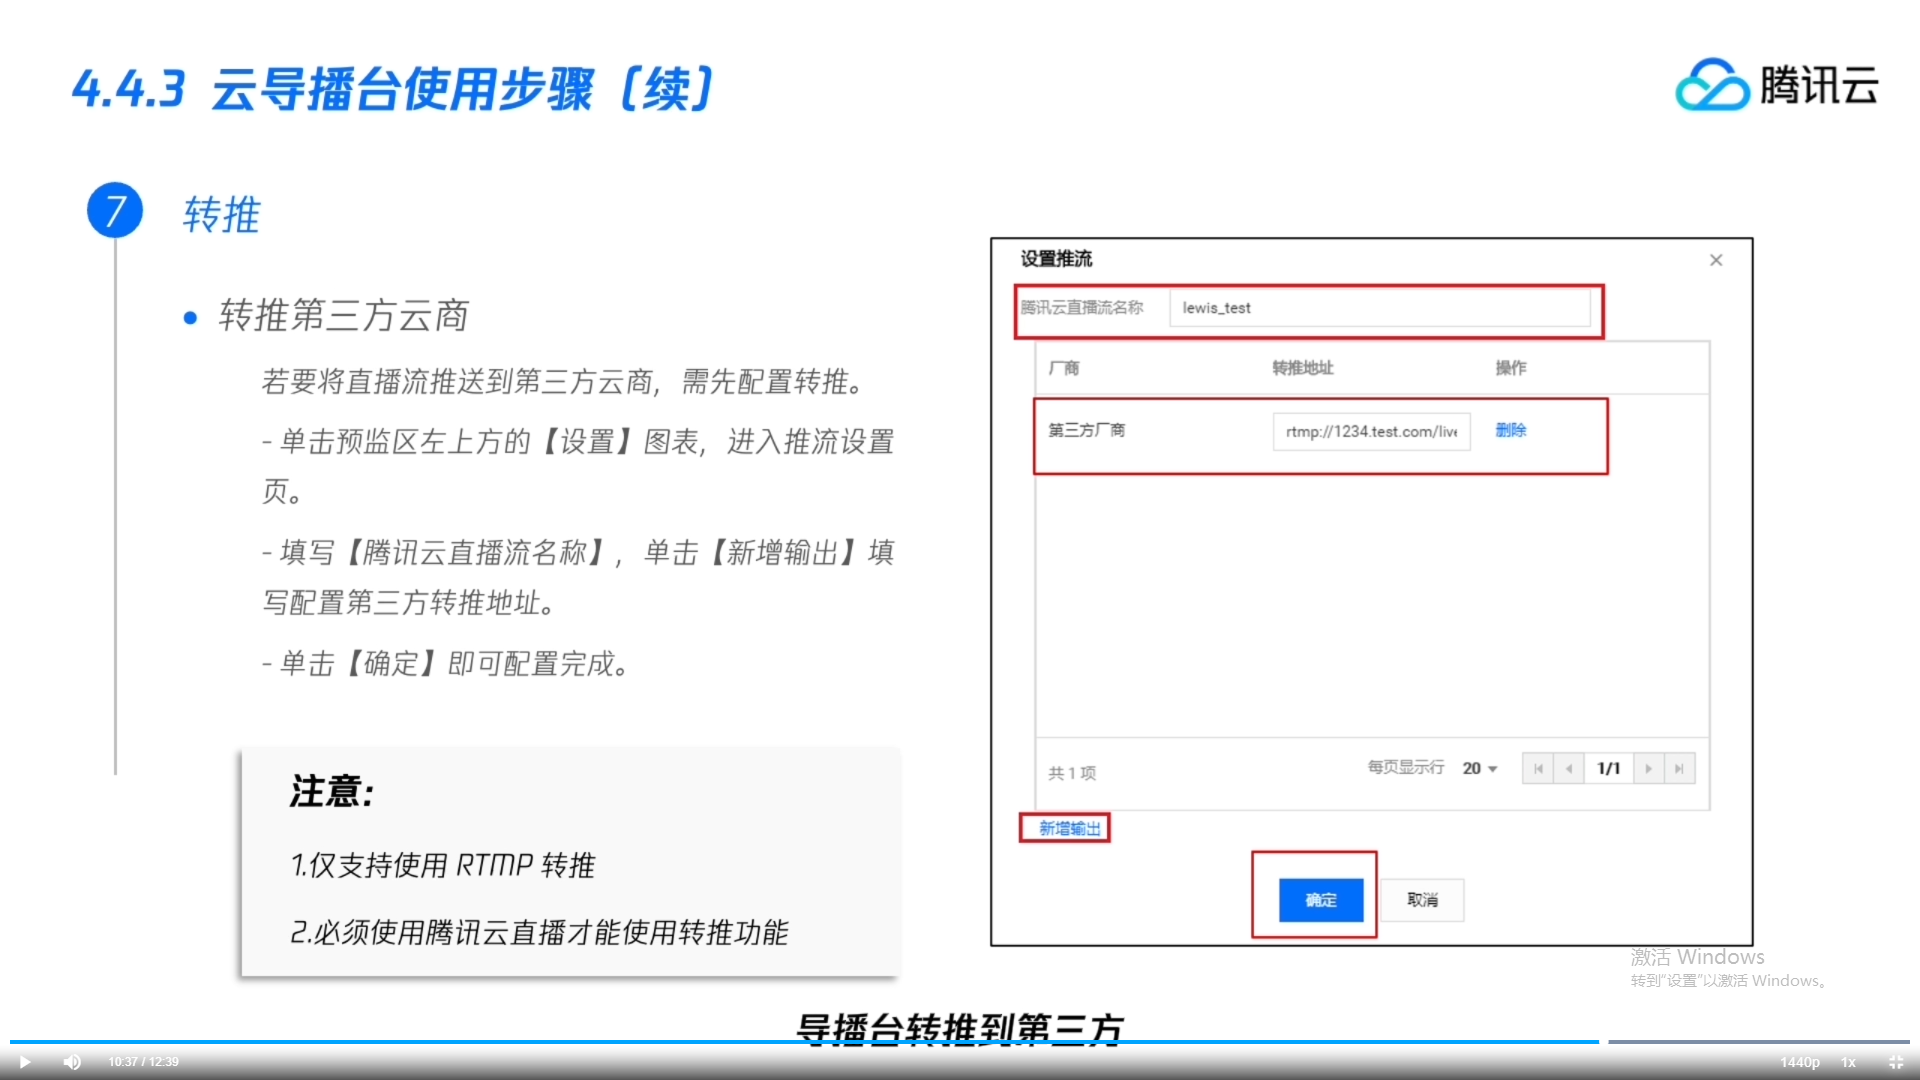 4.4.3 云导播台使用步骤（续）
腾讯云
7
转推
转推第三方云商
若要将直播流推送到第三方云商，需先配置转推。
- 单击预监区左上方的【设置】图表，进入推流设置
页。
- 填写【腾讯云直播流名称】，单击【新增输出】填
写配置第三方转推地址。
- 单击【确定】即可配置完成。
注意:
1.仅支持使用 RTMP 转推
2.必须使用腾讯云直播才能使用转推功能
设置推流
腾讯云直播流名称 lewis_test
厂商 转推地址 操作
第三方厂商 rtmp://1234.test.com/live 删除
共 1 项 每页显示行 20 1/1
新增输出
确定 取消
激活 Windows
转到“设置”以激活 Windows。
导播台转推到第三方
10:37 / 12:39 1440p 1x